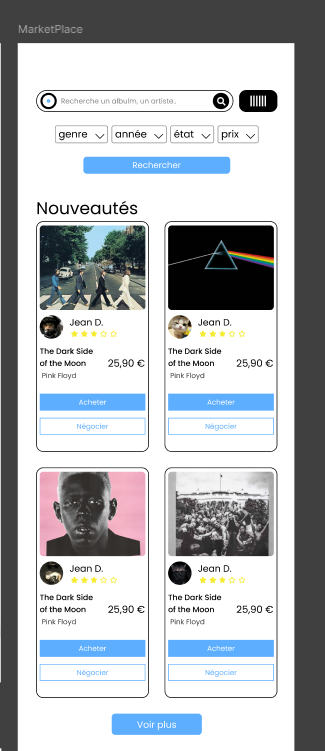 MarketPlace
Recherche un albulm, un artiste..
genre année état prix
Rechercher
Nouveautés
Jean D.
The Dark Side
of the Moon 25,90 €
Pink Floyd
Acheter
Négocier
Jean D.
The Dark Side
of the Moon 25,90 €
Pink Floyd
Acheter
Négocier
Jean D.
The Dark Side
of the Moon 25,90 €
Pink Floyd
Acheter
Négocier
Jean D.
The Dark Side
of the Moon 25,90 €
Pink Floyd
Acheter
Négocier
Voir plus